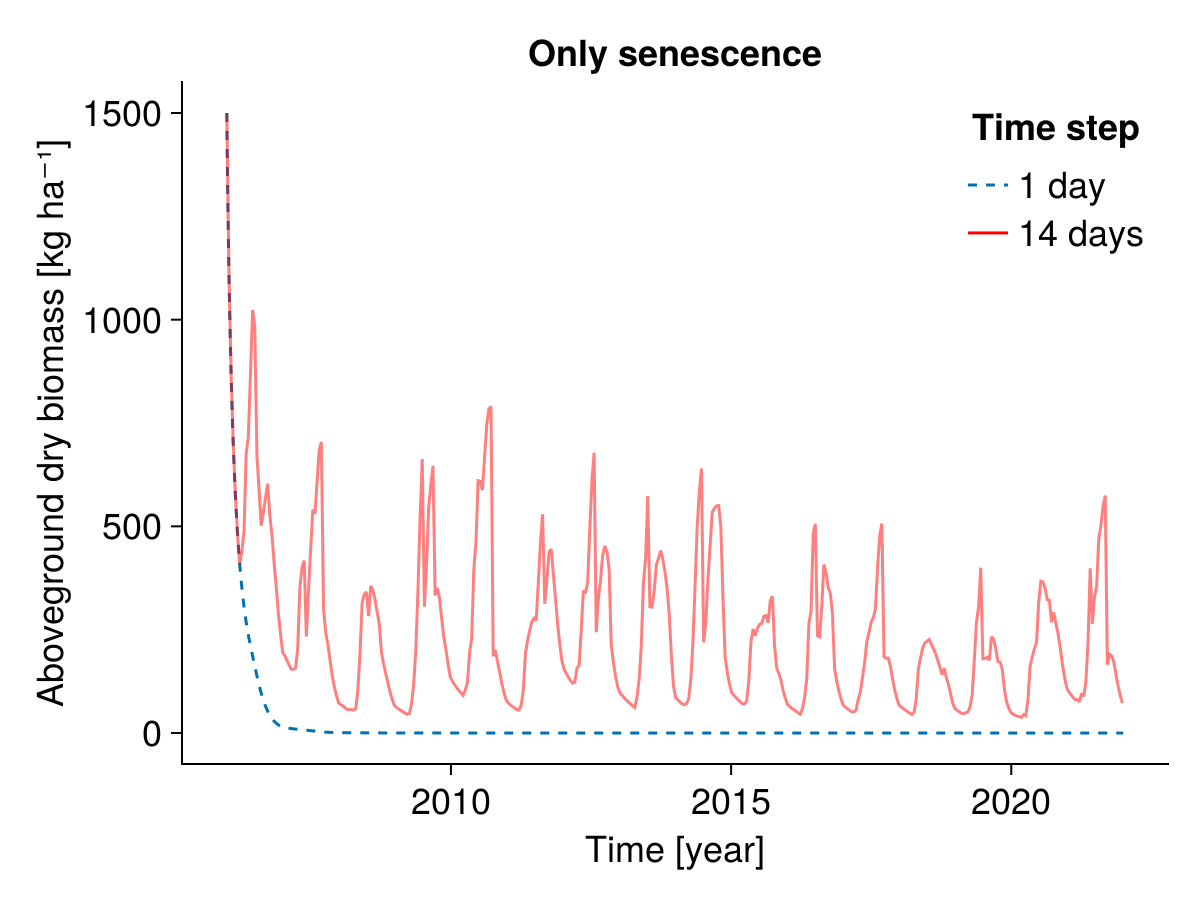 Only senescence
Aboveground dry biomass [kg ha⁻¹]
1500
1000
500
0
Time step
1 day
14 days
2010
2015
2020
Time [year]